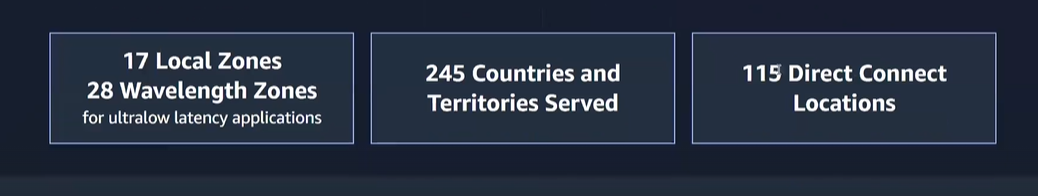 17 Local Zones
28 Wavelength Zones
for ultralow latency applications
245 Countries and
Territories Served
115 Direct Connect
Locations